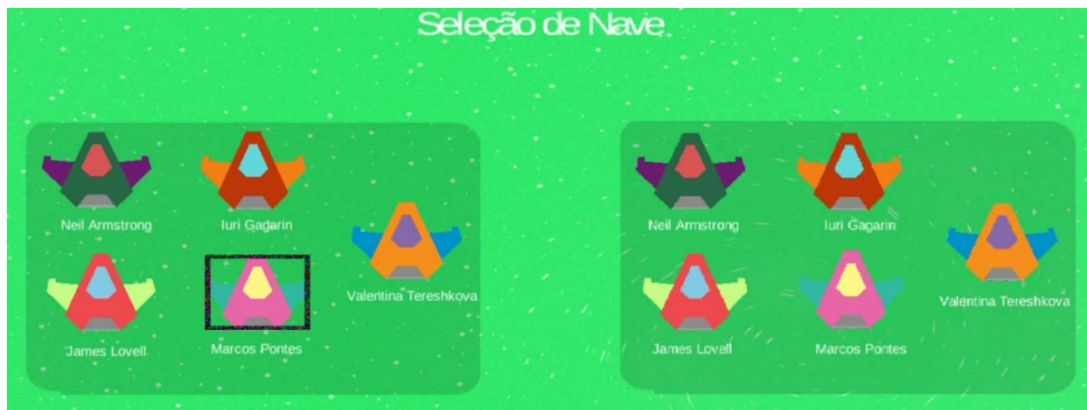 Seleção de Nave
Neil Armstrong
Iuri Gagarin
Valentina Tereshkova
James Lovell
Marcos Pontes
Neil Armstrong
Iuri Gagarin
Valentina Tereshkova
James Lovell
Marcos Pontes